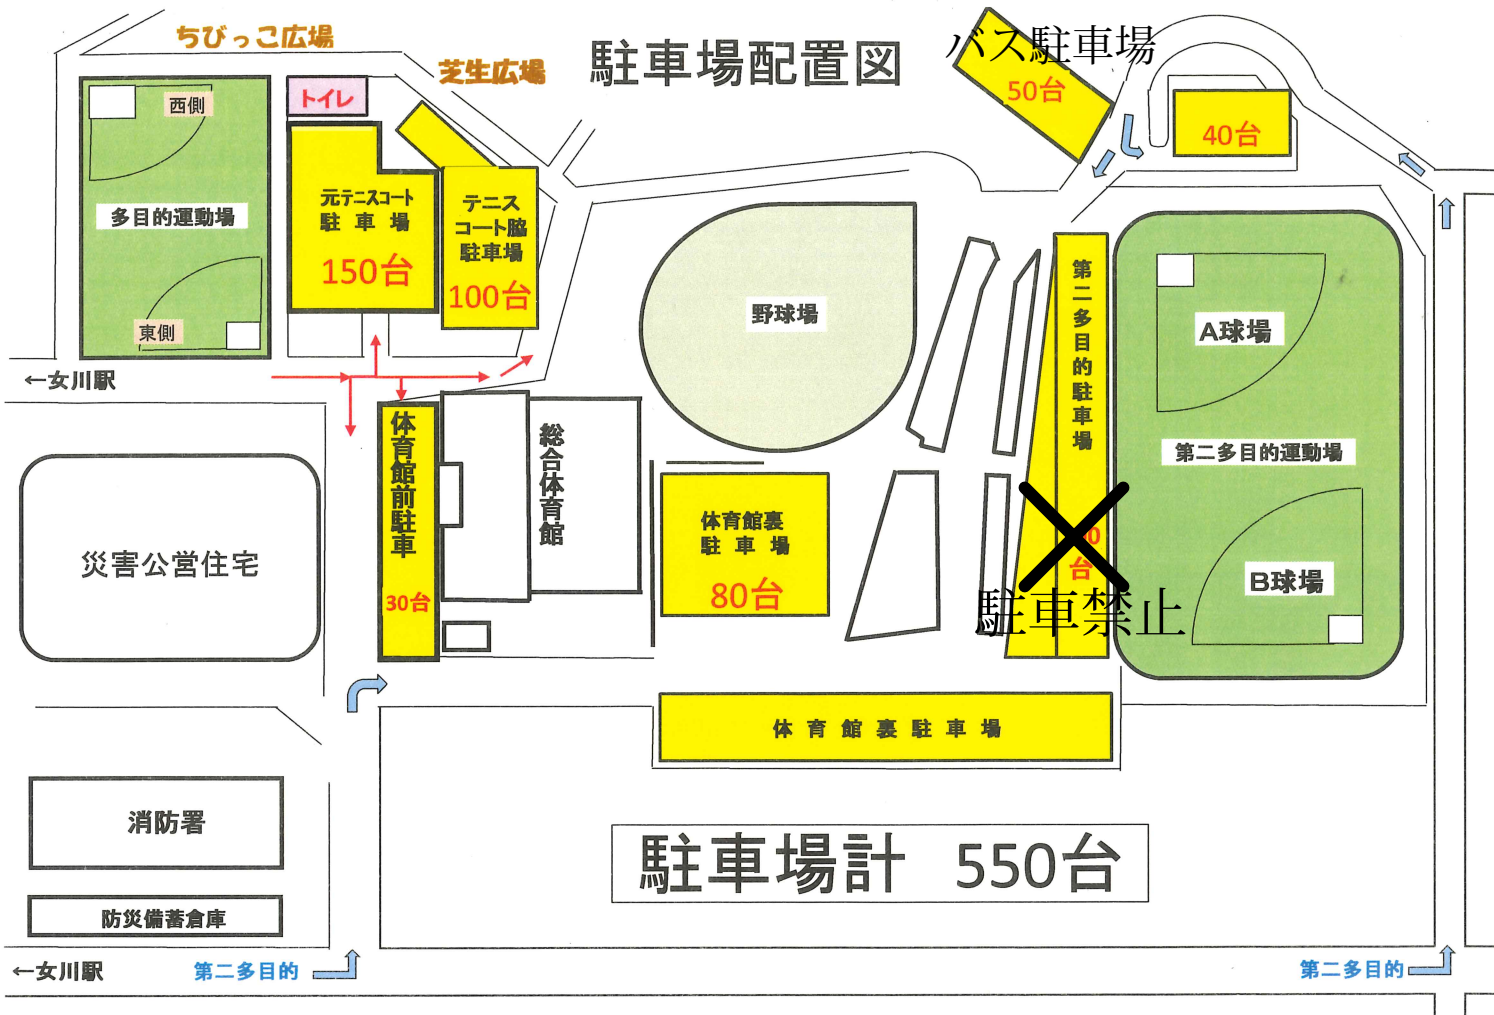 ちびっこ広場
芝生広場
駐車場配置図
バス駐車場
50台
40台
西側
トイレ
多目的運動場
東側
元テニスコート
駐車場
150台
テニス
コート脇
駐車場
100台
野球場
第二多目的駐車場
台
駐車禁止
A球場
第二多目的運動場
B球場
←女川駅
体育館前駐車
30台
総合体育館
体育館裏
駐車場
80台
災害公営住宅
体育館裏駐車場
消防署
駐車場計 550台
防災備蓄倉庫
←女川駅
第二多目的
第二多目的